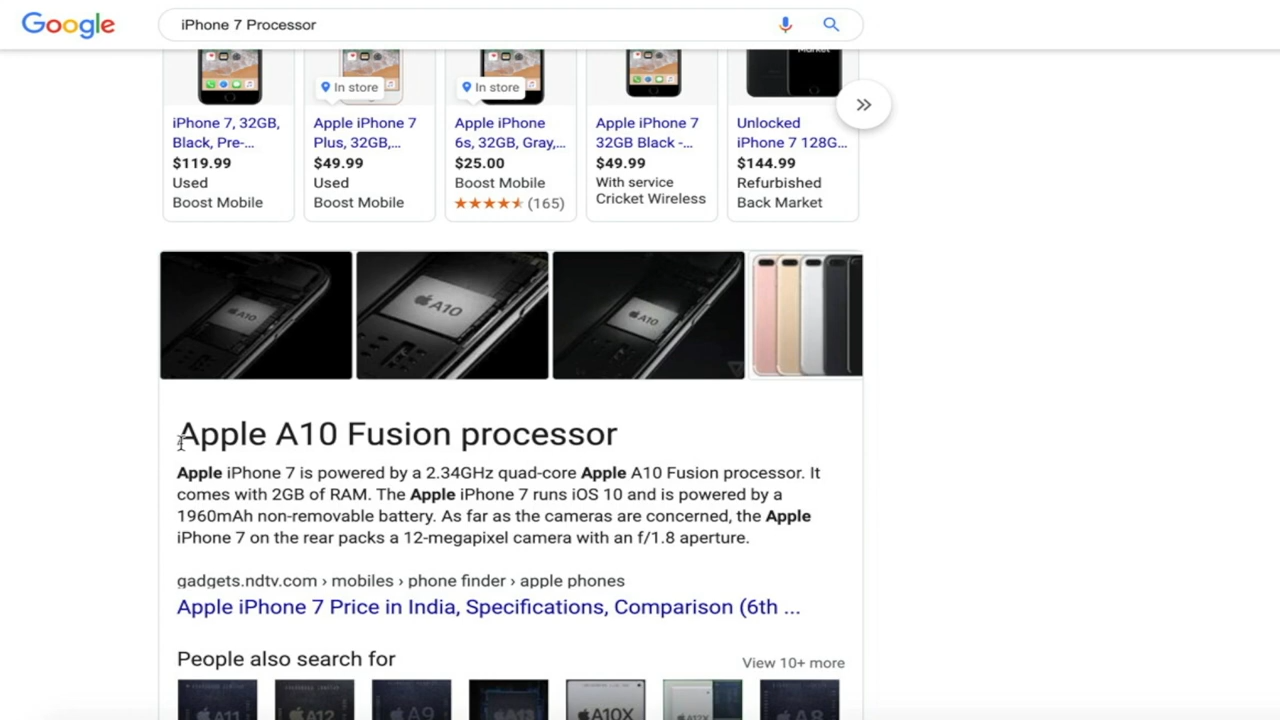 Google
iPhone 7 Processor
Market
In store
In store
iPhone 7, 32GB,
Black, Pre-...
$119.99
Used
Boost Mobile
Apple iPhone 7
Plus, 32GB,...
$49.99
Used
Boost Mobile
Apple iPhone
6s, 32GB, Gray,...
$25.00
Boost Mobile
(165)
Apple iPhone 7
32GB Black -...
$49.99
With service
Cricket Wireless
Unlocked
iPhone 7 128G...
$144.99
Refurbished
Back Market
A10
A10
A10
Apple A10 Fusion processor
Apple iPhone 7 is powered by a 2.34GHz quad-core Apple A10 Fusion processor. It
comes with 2GB of RAM. The Apple iPhone 7 runs iOS 10 and is powered by a
1960mAh non-removable battery. As far as the cameras are concerned, the Apple
iPhone 7 on the rear packs a 12-megapixel camera with an f/1.8 aperture.
gadgets.ndtv.com › mobiles › phone finder › apple phones
Apple iPhone 7 Price in India, Specifications, Comparison (6th ...
People also search for
View 10+ more
A11
A12
A9
A13
A10X
A12X
A8